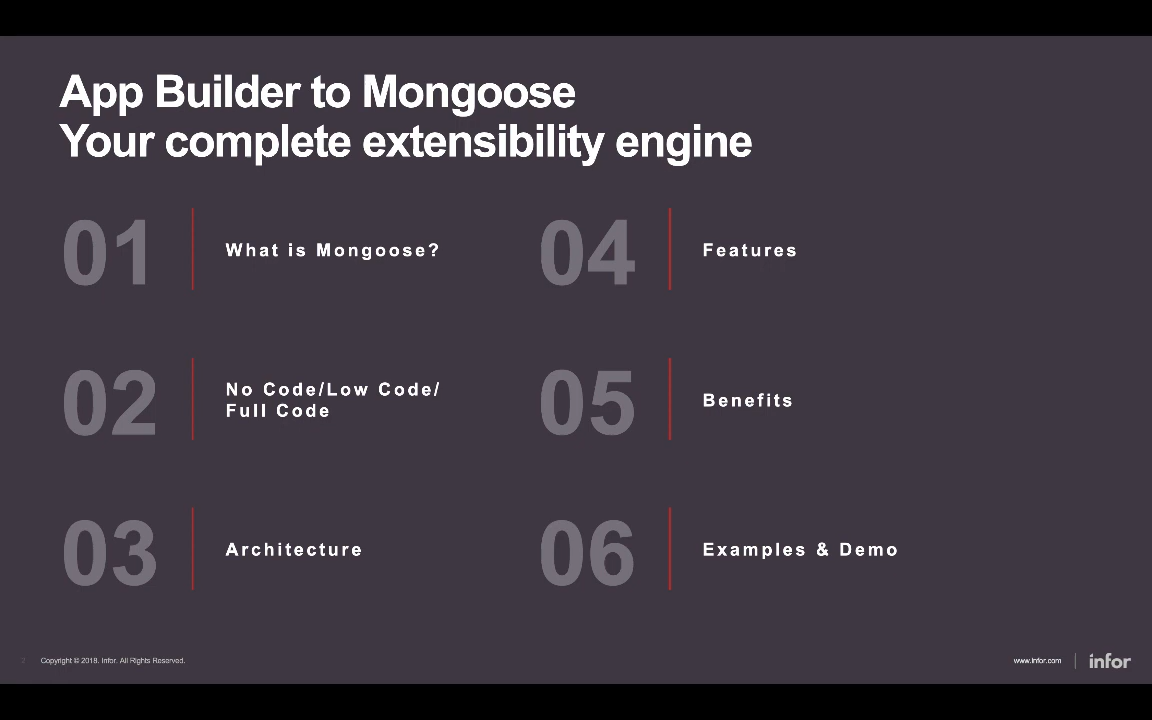 App Builder to Mongoose
Your complete extensibility engine
01
What is Mongoose?
02
No Code/Low Code/
Full Code
03
Architecture
04
Features
05
Benefits
06
Examples & Demo
2
Copyright © 2018. Infor. All Rights Reserved.
www.infor.com
infor